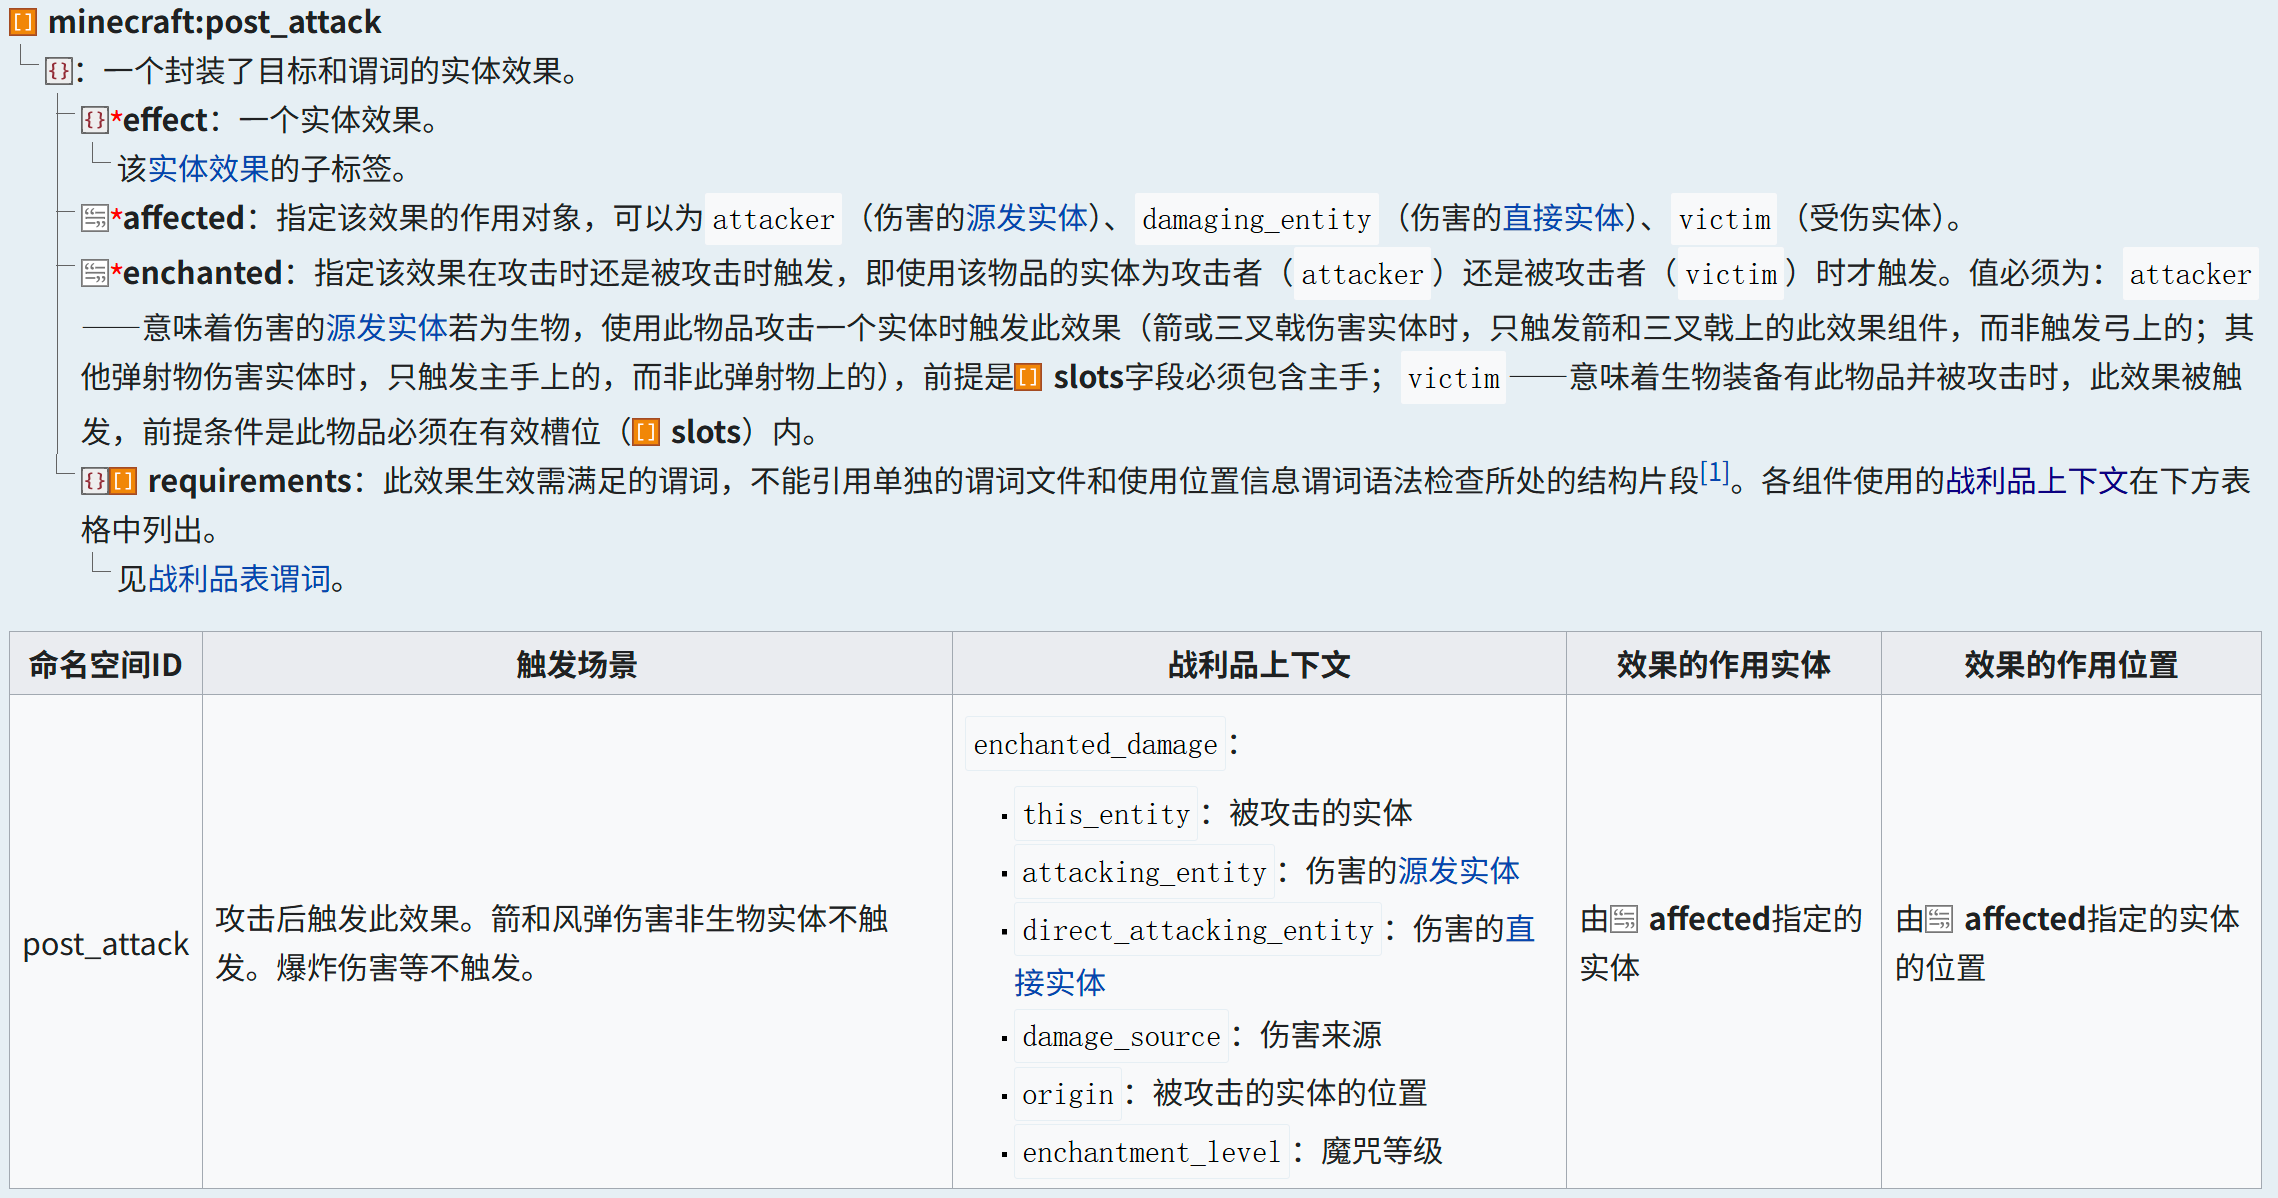 [] minecraft:post_attack
{}：一个封装了目标和谓词的实体效果。
{}*effect：一个实体效果。
该实体效果的子标签。
*affected：指定该效果的作用对象，可以为 attacker （伤害的源发实体）、 damaging_entity （伤害的直接实体）、 victim （受伤实体）。
*enchanted：指定该效果在攻击时还是被攻击时触发，即使用该物品的实体为攻击者（ attacker ）还是被攻击者（ victim ）时才触发。值必须为： attacker
——意味着伤害的源发实体若为生物，使用此物品攻击一个实体时触发此效果（箭或三叉戟伤害实体时，只触发箭和三叉戟上的此效果组件，而非触发弓上的；其
他弹射物伤害实体时，只触发主手上的，而非此弹射物上的），前提是[] slots字段必须包含主手； victim ——意味着生物装备有此物品并被攻击时，此效果被触
发，前提条件是此物品必须在有效槽位（[] slots）内。
{}[] requirements：此效果生效需满足的谓词，不能引用单独的谓词文件和使用位置信息谓词语法检查所处的结构片段[1]。各组件使用的战利品上下文在下方表
格中列出。
见战利品表谓词。
命名空间ID 触发场景 战利品上下文 效果的作用实体 效果的作用位置
post_attack
攻击后触发此效果。箭和风弹伤害非生物实体不触
发。爆炸伤害等不触发。
enchanted_damage：
this_entity：被攻击的实体
attacking_entity：伤害的源发实体
direct_attacking_entity：伤害的直
接实体
damage_source：伤害来源
origin：被攻击的实体的位置
enchantment_level：魔咒等级
由 affected指定的
实体
由 affected指定的实体
的位置